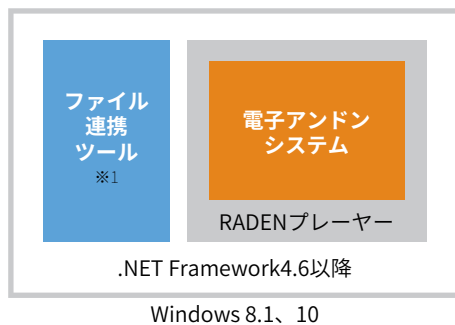 ファイル
連携
ツール
※1
電子アンドン
システム
RADENプレーヤー
.NET Framework4.6以降
Windows 8.1、10